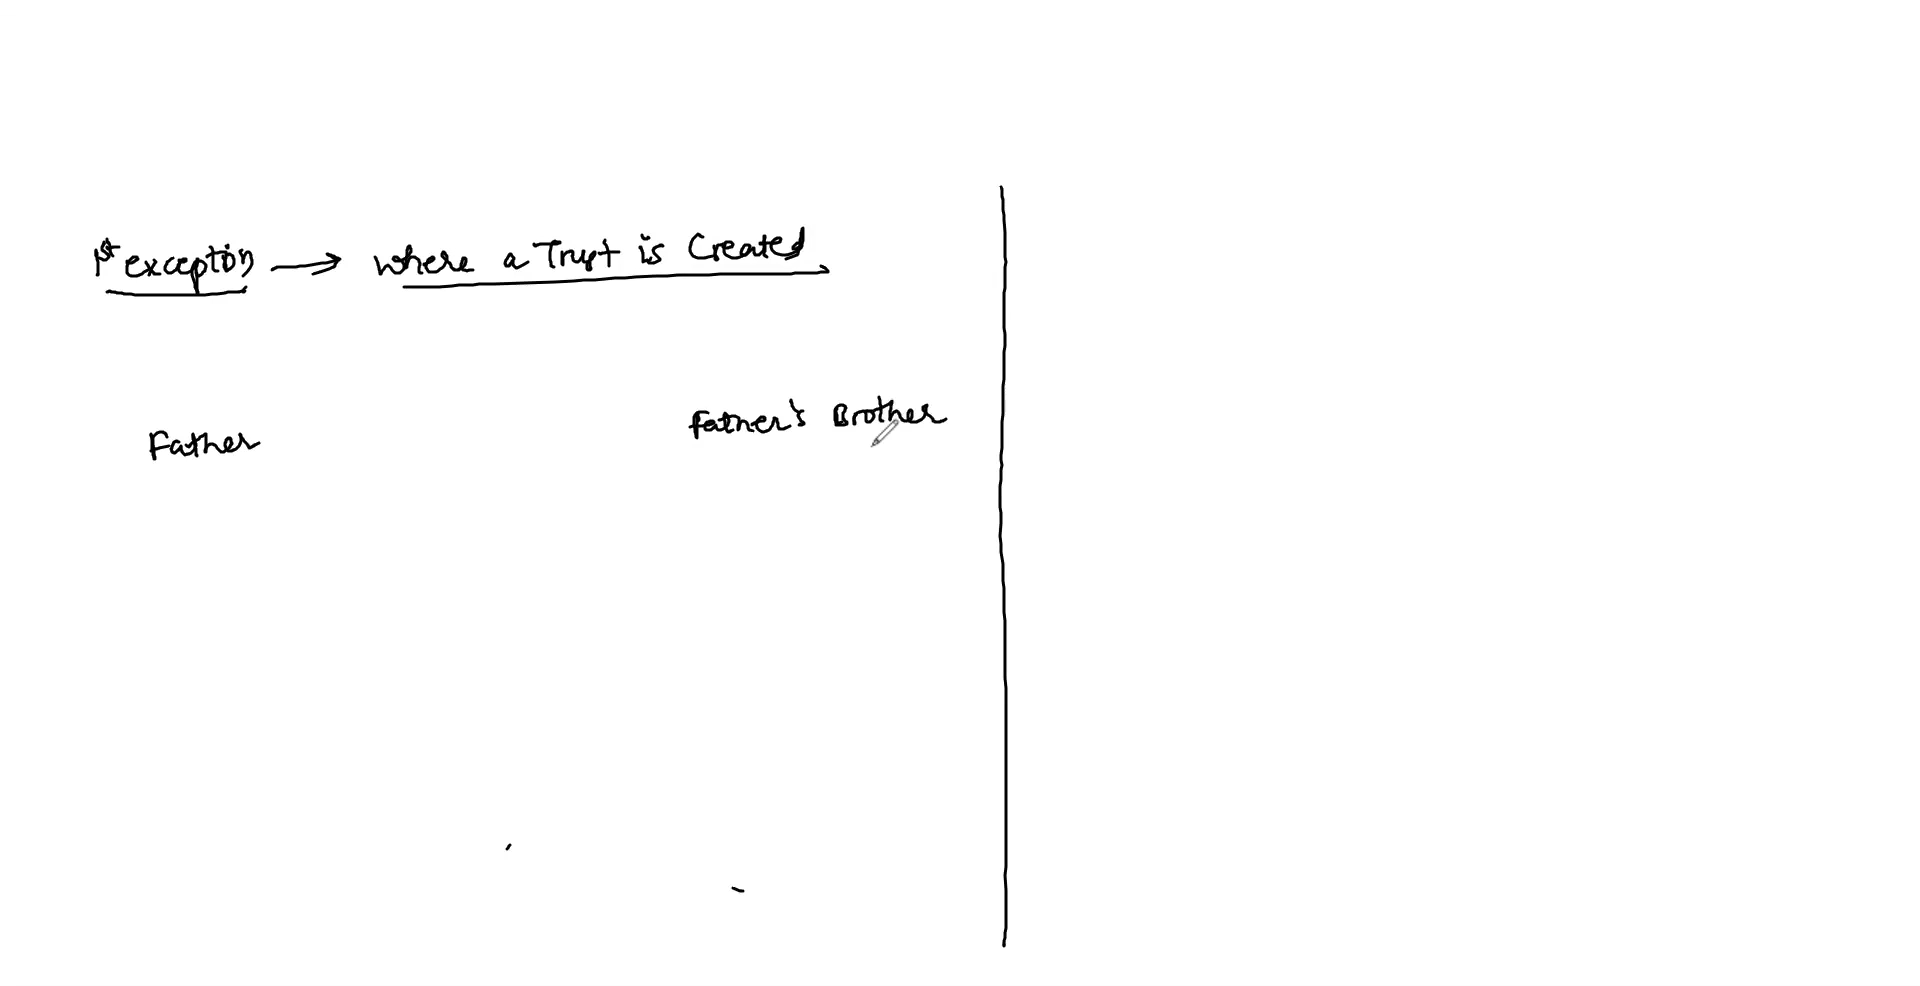 1st exception → where a Trust is Created
Father
Father's Brother